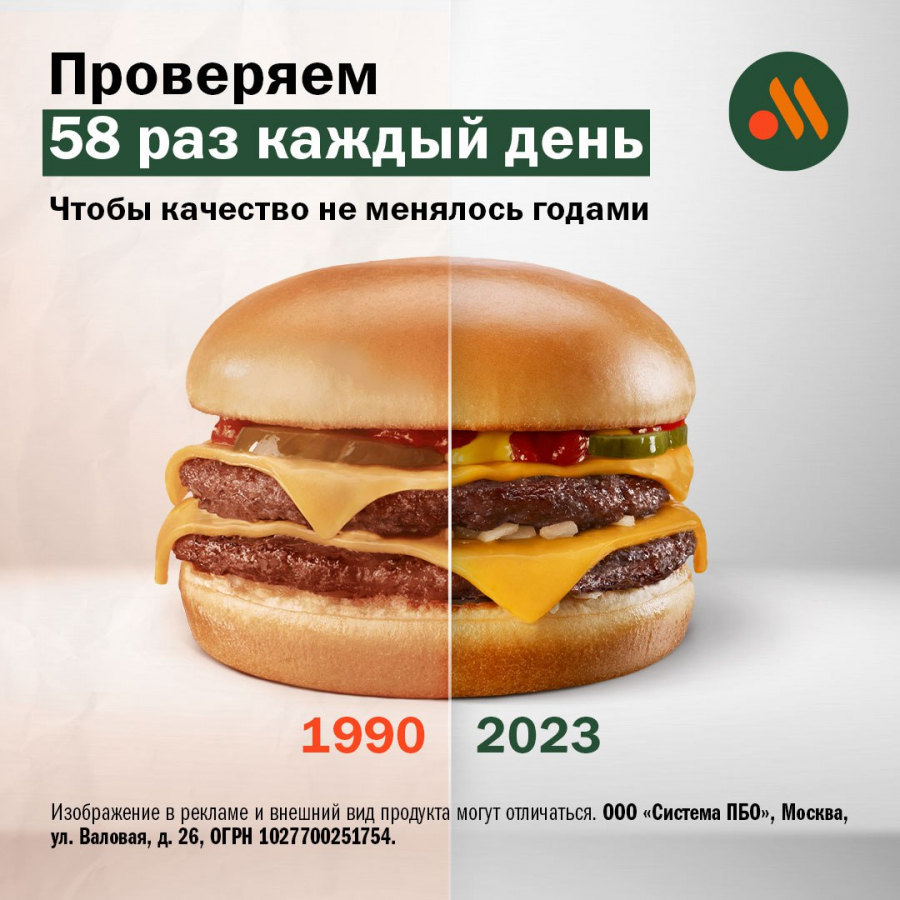 Проверяем
58 раз каждый день
Чтобы качество не менялось годами
1990 2023
Изображение в рекламе и внешний вид продукта могут отличаться. ООО «Система ПБО», Москва,
ул. Валовая, д. 26, ОГРН 1027700251754.